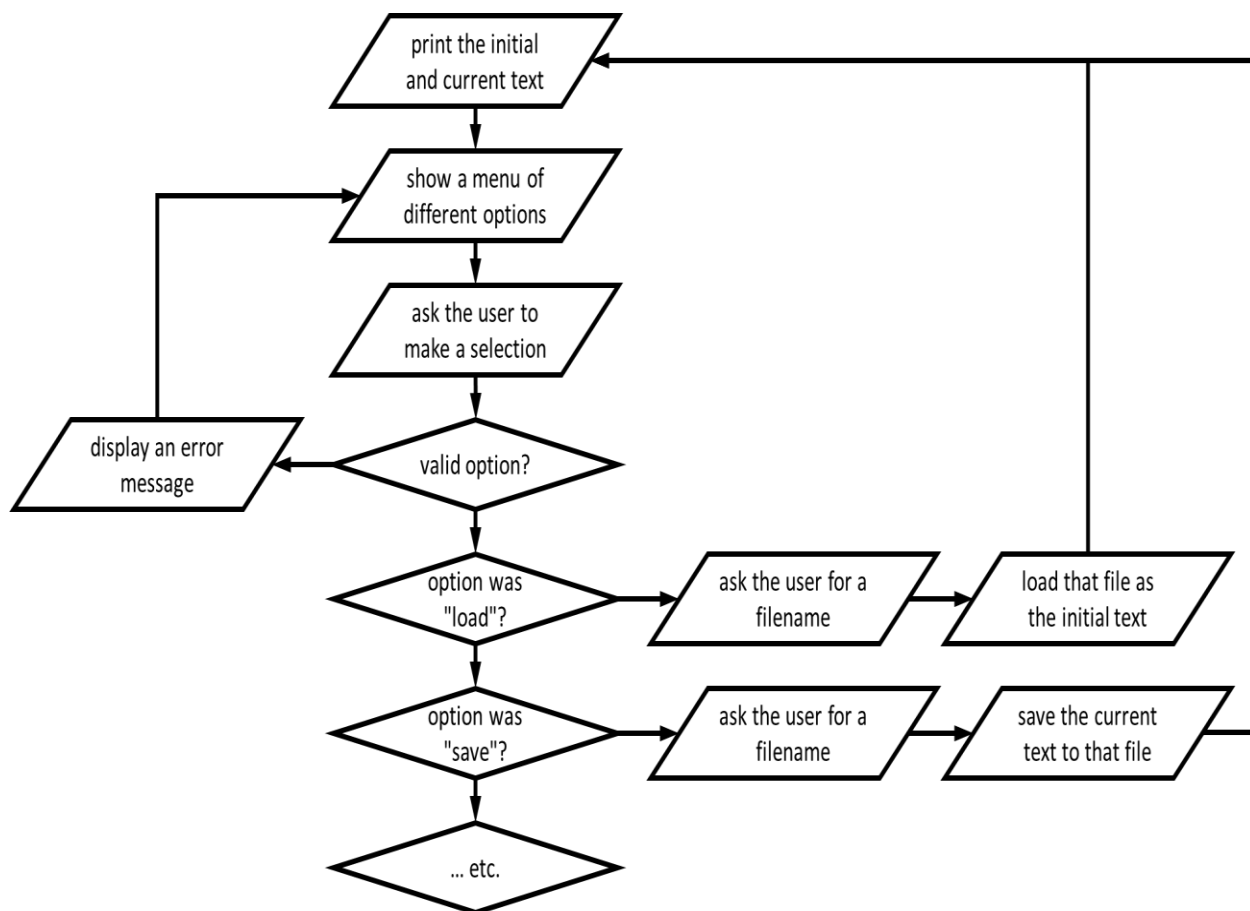 print the initial
and current text
show a menu of
different options
ask the user to
make a selection
display an error
message
valid option?
option was
"load"?
ask the user for a
filename
load that file as
the initial text
option was
"save"?
ask the user for a
filename
save the current
text to that file
... etc.